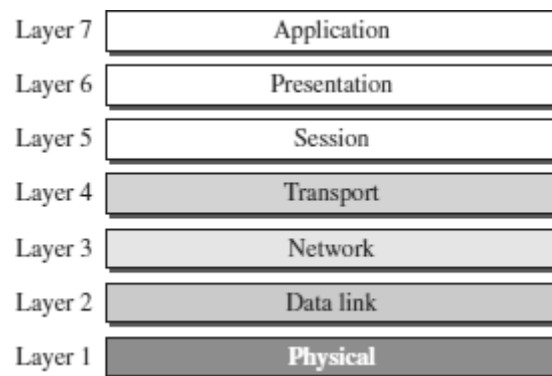 Layer 7 Application
Layer 6 Presentation
Layer 5 Session
Layer 4 Transport
Layer 3 Network
Layer 2 Data link
Layer 1 Physical